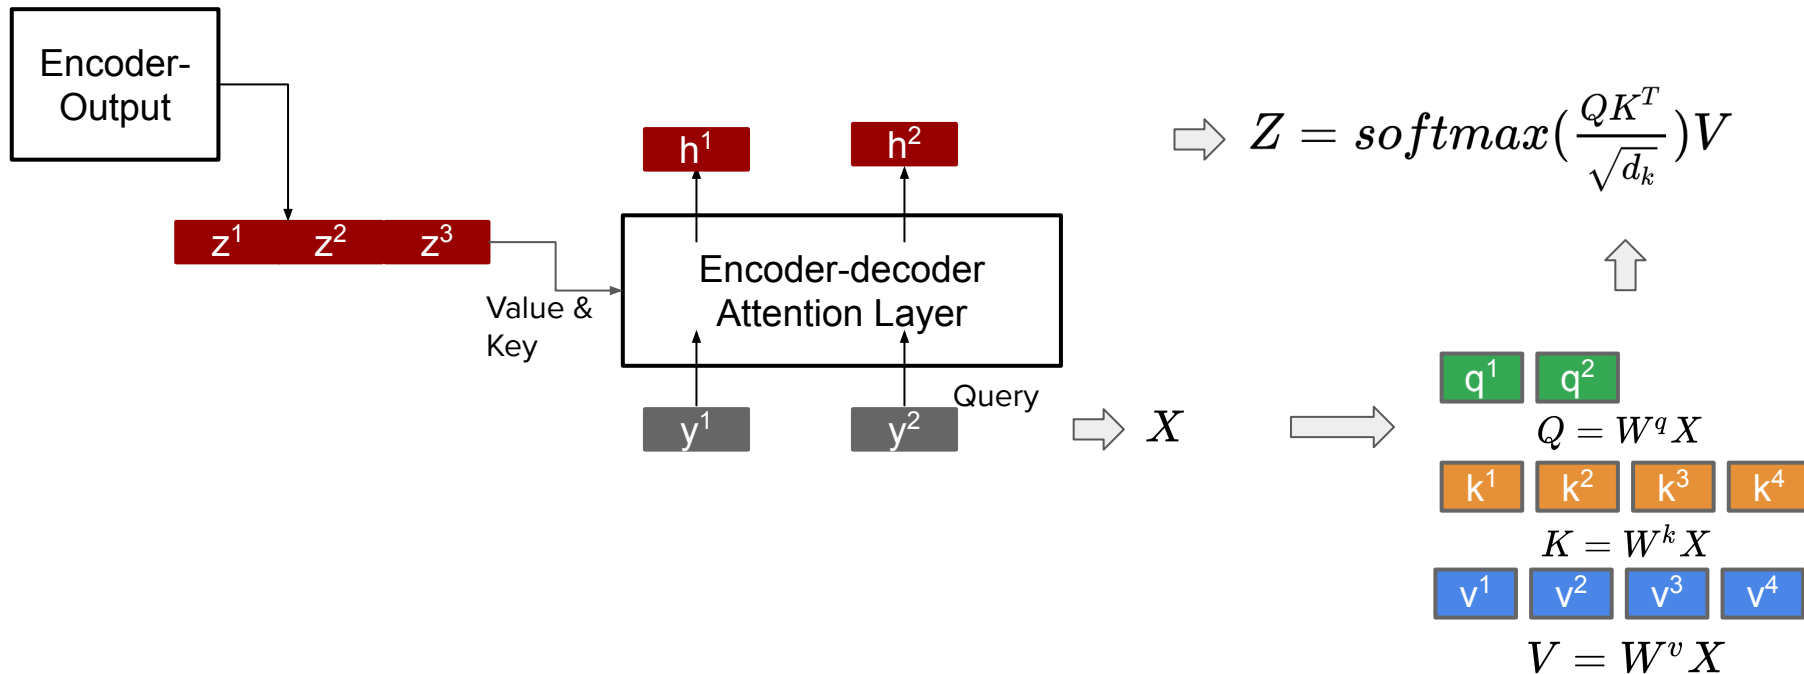 Encoder-
Output
z¹ z² z³
Value &
Key
h¹ h²
Encoder-decoder
Attention Layer
y¹ y²
Query
X
Z = softmax(QK^T/√d_k)V
q¹ q²
Q = W^q X
k¹ k² k³ k⁴
K = W^k X
v¹ v² v³ v⁴
V = W^v X